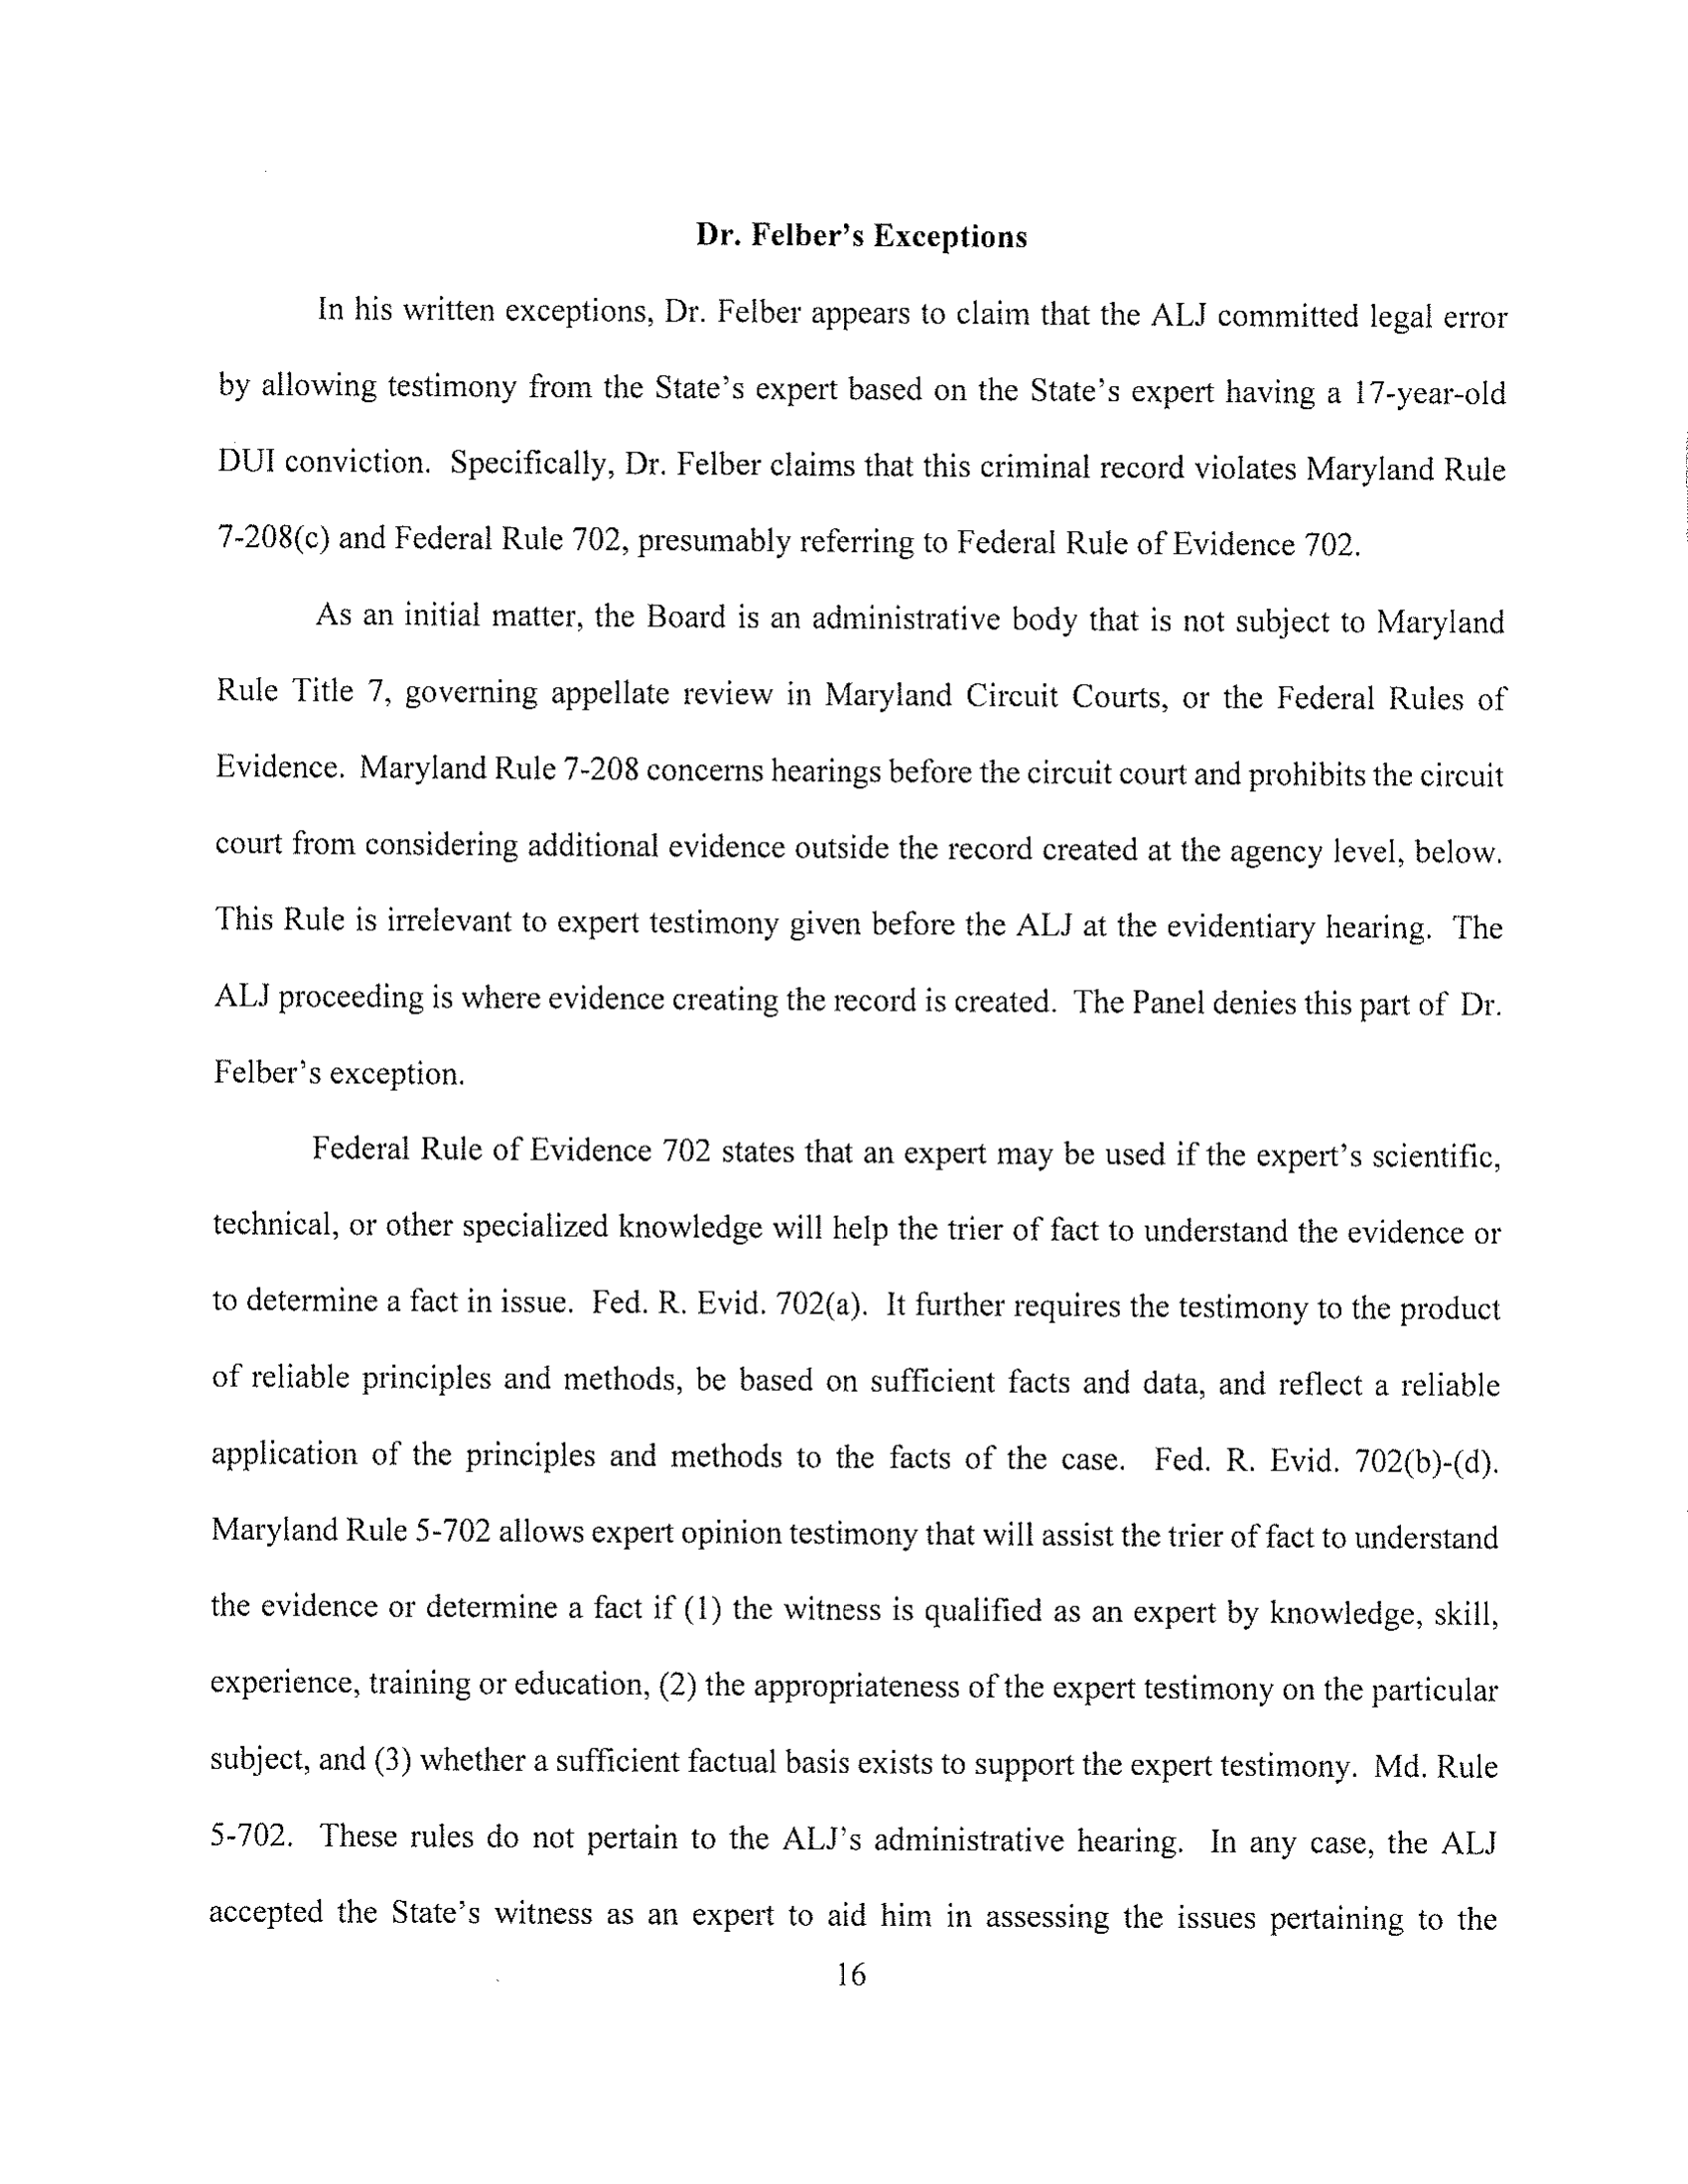 Dr. Felber's Exceptions
In his written exceptions, Dr. Felber appears to claim that the ALJ committed legal error
by allowing testimony from the State's expert based on the State's expert having a 17-year-old
DUI conviction. Specifically, Dr. Felber claims that this criminal record violates Maryland Rule
7-208(c) and Federal Rule 702, presumably referring to Federal Rule of Evidence 702.
As an initial matter, the Board is an administrative body that is not subject to Maryland
Rule Title 7, governing appellate review in Maryland Circuit Courts, or the Federal Rules of
Evidence. Maryland Rule 7-208 concerns hearings before the circuit court and prohibits the circuit
court from considering additional evidence outside the record created at the agency level, below.
This Rule is irrelevant to expert testimony given before the ALJ at the evidentiary hearing. The
ALJ proceeding is where evidence creating the record is created. The Panel denies this part of Dr.
Felber's exception.
Federal Rule of Evidence 702 states that an expert may be used if the expert's scientific,
technical, or other specialized knowledge will help the trier of fact to understand the evidence or
to determine a fact in issue. Fed. R. Evid. 702(a). It further requires the testimony to the product
of reliable principles and methods, be based on sufficient facts and data, and reflect a reliable
application of the principles and methods to the facts of the case. Fed. R. Evid. 702(b)-(d).
Maryland Rule 5-702 allows expert opinion testimony that will assist the trier of fact to understand
the evidence or determine a fact if (1) the witness is qualified as an expert by knowledge, skill,
experience, training or education, (2) the appropriateness of the expert testimony on the particular
subject, and (3) whether a sufficient factual basis exists to support the expert testimony. Md. Rule
5-702. These rules do not pertain to the ALJ's administrative hearing. In any case, the ALJ
accepted the State's witness as an expert to aid him in assessing the issues pertaining to the
16